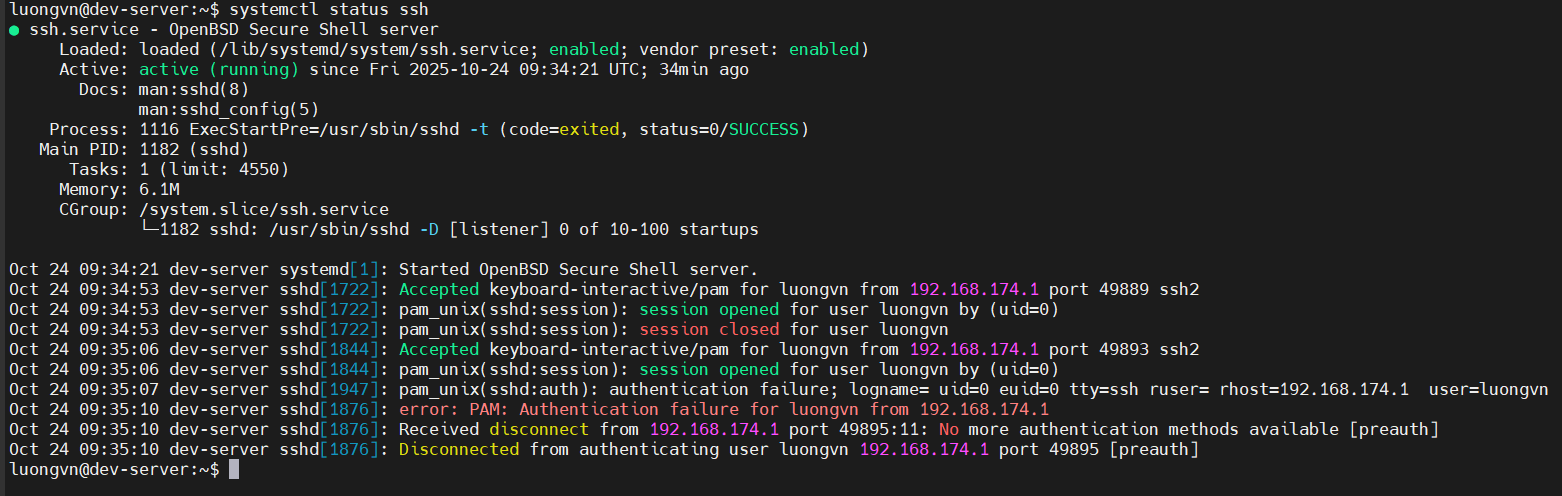 luongvn@dev-server:~$ systemctl status ssh
● ssh.service - OpenBSD Secure Shell server
     Loaded: loaded (/lib/systemd/system/ssh.service; enabled; vendor preset: enabled)
     Active: active (running) since Fri 2025-10-24 09:34:21 UTC; 34min ago
       Docs: man:sshd(8)
             man:sshd_config(5)
    Process: 1116 ExecStartPre=/usr/sbin/sshd -t (code=exited, status=0/SUCCESS)
   Main PID: 1182 (sshd)
      Tasks: 1 (limit: 4550)
     Memory: 6.1M
     CGroup: /system.slice/ssh.service
             └─1182 sshd: /usr/sbin/sshd -D [listener] 0 of 10-100 startups

Oct 24 09:34:21 dev-server systemd[1]: Started OpenBSD Secure Shell server.
Oct 24 09:34:53 dev-server sshd[1722]: Accepted keyboard-interactive/pam for luongvn from 192.168.174.1 port 49889 ssh2
Oct 24 09:34:53 dev-server sshd[1722]: pam_unix(sshd:session): session opened for user luongvn by (uid=0)
Oct 24 09:34:53 dev-server sshd[1722]: pam_unix(sshd:session): session closed for user luongvn
Oct 24 09:35:06 dev-server sshd[1844]: Accepted keyboard-interactive/pam for luongvn from 192.168.174.1 port 49893 ssh2
Oct 24 09:35:06 dev-server sshd[1844]: pam_unix(sshd:session): session opened for user luongvn by (uid=0)
Oct 24 09:35:07 dev-server sshd[1947]: pam_unix(sshd:auth): authentication failure; logname= uid=0 euid=0 tty=ssh ruser= rhost=192.168.174.1  user=luongvn
Oct 24 09:35:10 dev-server sshd[1876]: error: PAM: Authentication failure for luongvn from 192.168.174.1
Oct 24 09:35:10 dev-server sshd[1876]: Received disconnect from 192.168.174.1 port 49895:11: No more authentication methods available [preauth]
Oct 24 09:35:10 dev-server sshd[1876]: Disconnected from authenticating user luongvn 192.168.174.1 port 49895 [preauth]
luongvn@dev-server:~$